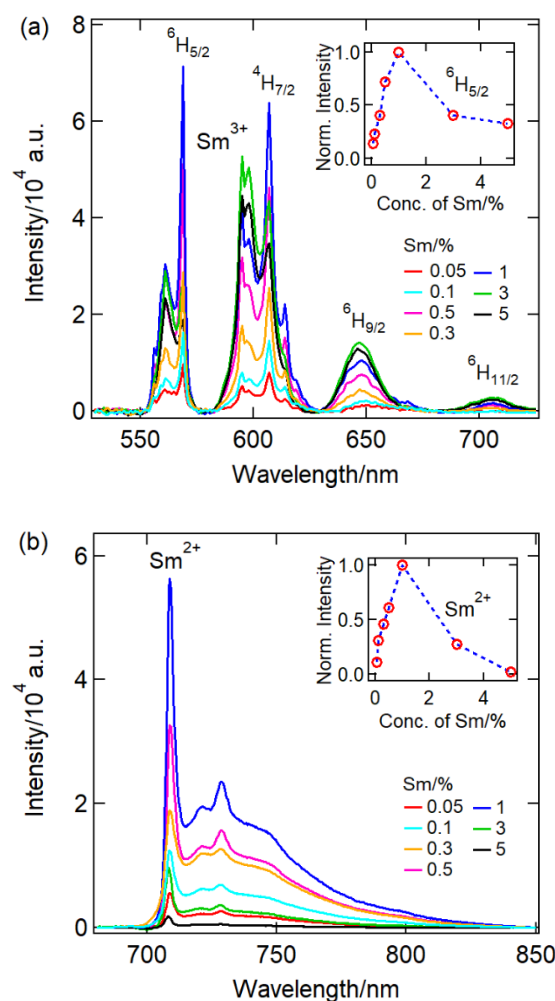 (a)
8
6
4
2
0
Intensity/10⁴ a.u.
⁶H5/2
Sm³⁺
⁴H7/2
⁶H9/2
⁶H11/2
550 600 650 700
Wavelength/nm
Norm. Intensity
1.0
0.5
0.0
⁶H5/2
0 2 4
Conc. of Sm/%
Sm/%
0.05 1
0.1 3
0.5 5
0.3
(b)
6
4
2
0
Intensity/10⁴ a.u.
Sm²⁺
700 750 800 850
Wavelength/nm
Norm. Intensity
1.0
0.5
0.0
Sm²⁺
0 2 4
Conc. of Sm/%
Sm/%
0.05 1
0.1 3
0.3 5
0.5